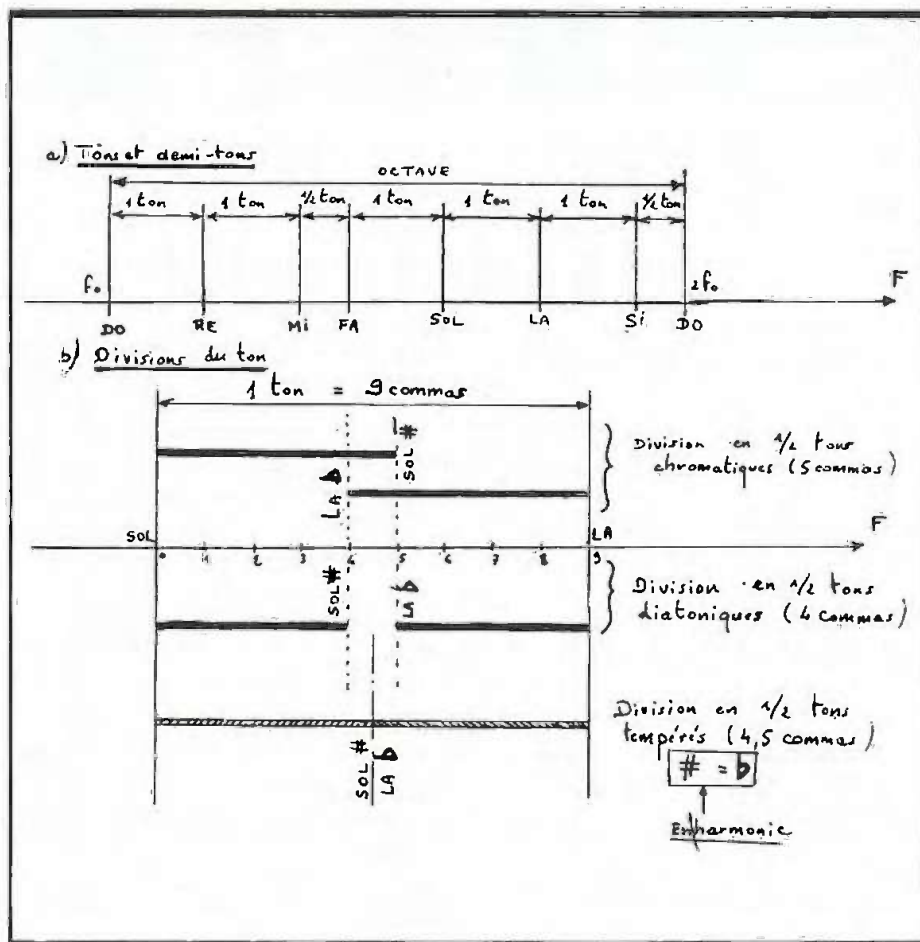 a) Tons et demi-tons
OCTAVE
1 ton 1 ton 1/2 ton 1 ton 1 ton 1 ton 1/2 ton
f₀ 2f₀ F
DO RE Mi FA SOL LA Si DO
b) Divisions du ton
1 ton = 9 commas
SOL #
LA b
Division en 1/2 tons
chromatiques (5 commas)
SOL LA F
0 1 2 3 4 5 6 7 8 9
SOL #
LA b
Division en 1/2 tons
diatoniques (4 commas)
Division en 1/2 tons
tempérés (4,5 commas)
SOL #
LA b
# = b
Enharmonic